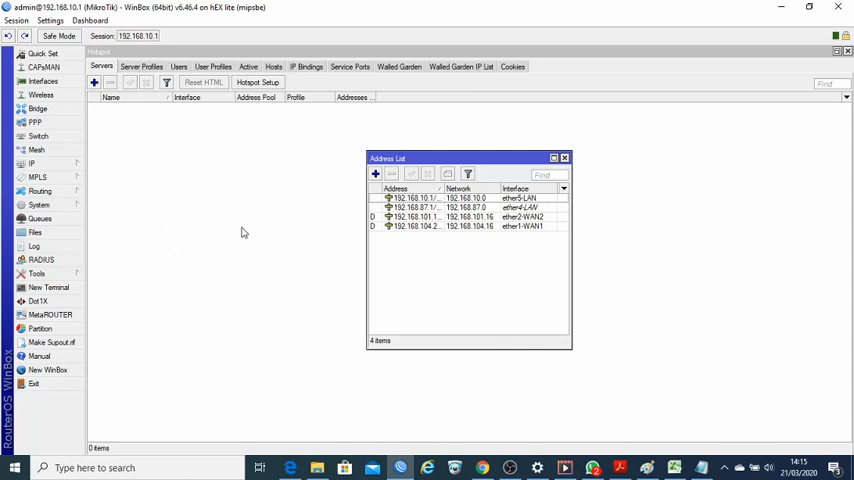 admin@192.168.10.1 (MikroTik) - WinBox (64bit) v6.46.4 on hEX lite (mipsbe)
Session Settings Dashboard
Safe Mode Session: 192.168.10.1
Quick Set
CAPsMAN
Interfaces
Wireless
Bridge
PPP
Switch
Mesh
IP
MPLS
Routing
System
Queues
Files
Log
RADIUS
Tools
New Terminal
Dot1X
MetaROUTER
Partition
Make Supout.rif
Manual
New WinBox
Exit
RouterOS WinBox
Hotspot
Servers Server Profiles Users User Profiles Active Hosts IP Bindings Service Ports Walled Garden Walled Garden IP List Cookies
Reset HTML Hotspot Setup Find
Name Interface Address Pool Profile Addresses ...
Address List
Find
Address Network Interface
192.168.10.1/... 192.168.10.0 ether5-LAN
192.168.87.1/... 192.168.87.0 ether4-LAN
D 192.168.101.1... 192.168.101.16 ether2-WAN2
D 192.168.104.2... 192.168.104.16 ether1-WAN1
4 items
0 items
Type here to search
2
14:15
21/03/2020
3